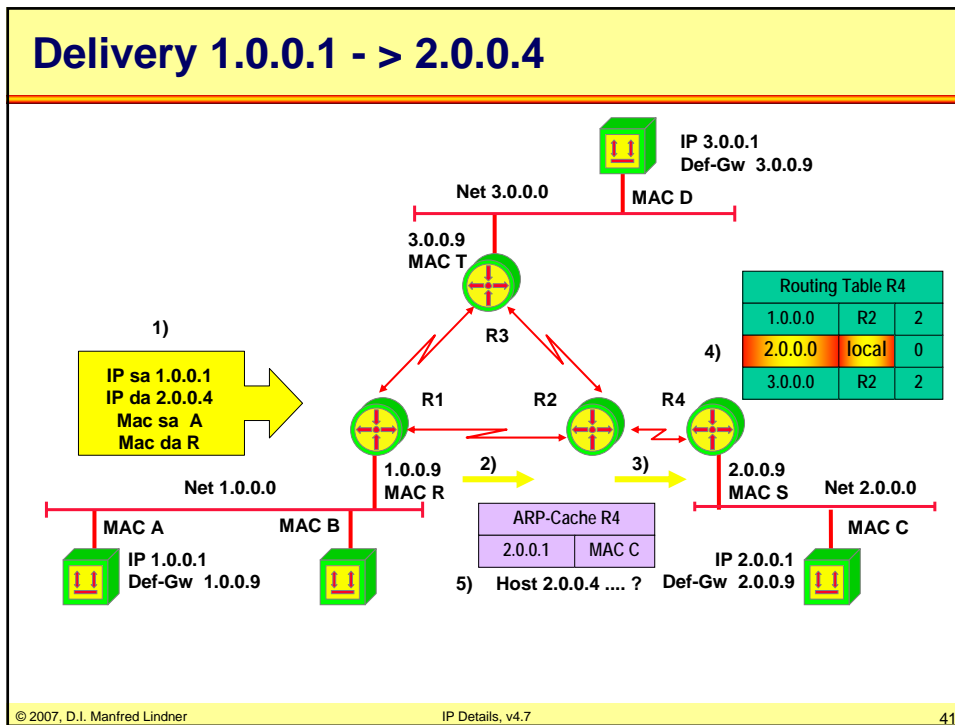 Delivery 1.0.0.1 - > 2.0.0.4
IP 3.0.0.1
Def-Gw 3.0.0.9
MAC D
Net 3.0.0.0
3.0.0.9
MAC T
R3
1)
IP sa 1.0.0.1
IP da 2.0.0.4
Mac sa A
Mac da R
4)
Routing Table R4
1.0.0.0 R2 2
2.0.0.0 local 0
3.0.0.0 R2 2
R1
R2
R4
1.0.0.9
MAC R
2)
3)
2.0.0.9
MAC S
Net 1.0.0.0
Net 2.0.0.0
MAC A
MAC B
MAC C
IP 1.0.0.1
Def-Gw 1.0.0.9
ARP-Cache R4
2.0.0.1 MAC C
5) Host 2.0.0.4 .... ?
IP 2.0.0.1
Def-Gw 2.0.0.9
© 2007, D.I. Manfred Lindner
IP Details, v4.7
41